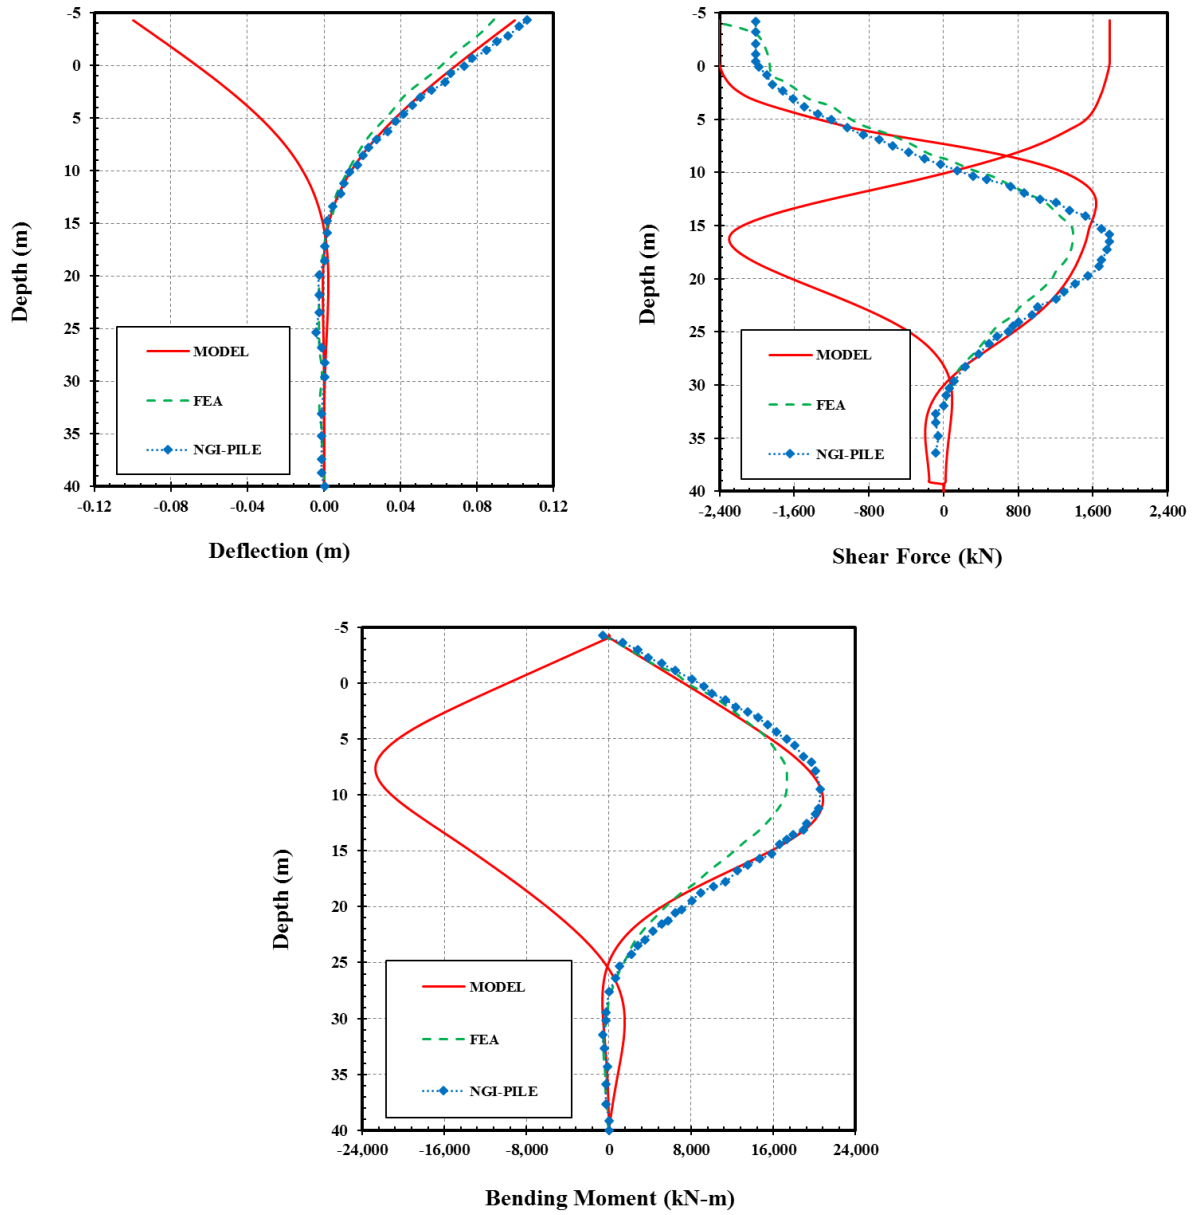 -5
0
5
10
15
20
25
30
35
40
Depth (m)
MODEL
FEA
NGI-PILE
-0.12 -0.08 -0.04 0.00 0.04 0.08 0.12
Deflection (m)
-5
0
5
10
15
20
25
30
35
40
Depth (m)
MODEL
FEA
NGI-PILE
-2,400 -1,600 -800 0 800 1,600 2,400
Shear Force (kN)
-5
0
5
10
15
20
25
30
35
40
Depth (m)
MODEL
FEA
NGI-PILE
-24,000 -16,000 -8,000 0 8,000 16,000 24,000
Bending Moment (kN-m)